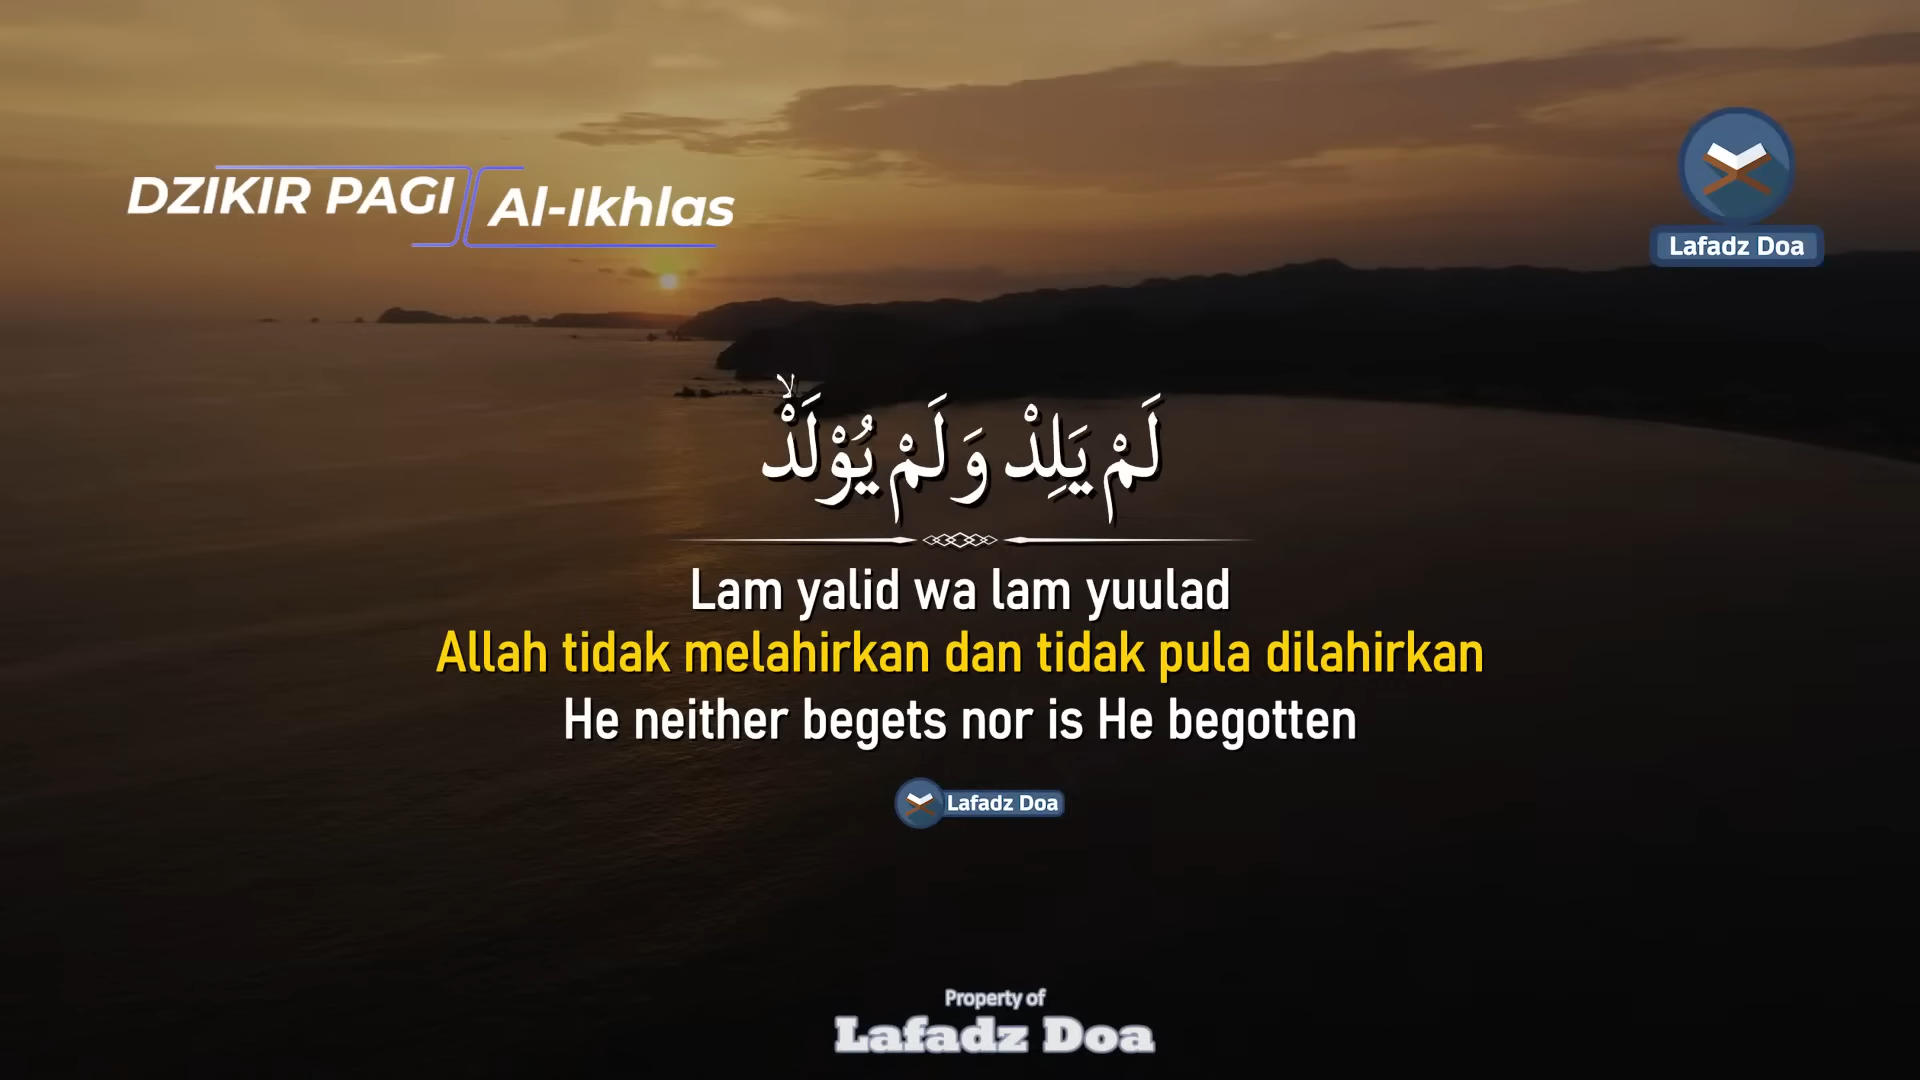 DZIKIR PAGI
Al-Ikhlas
Lafadz Doa
لَمْ يَلِدْ وَلَمْ يُوْلَدْۙ
Lam yalid wa lam yuulad
Allah tidak melahirkan dan tidak pula dilahirkan
He neither begets nor is He begotten
Lafadz Doa
Property of
Lafadz Doa